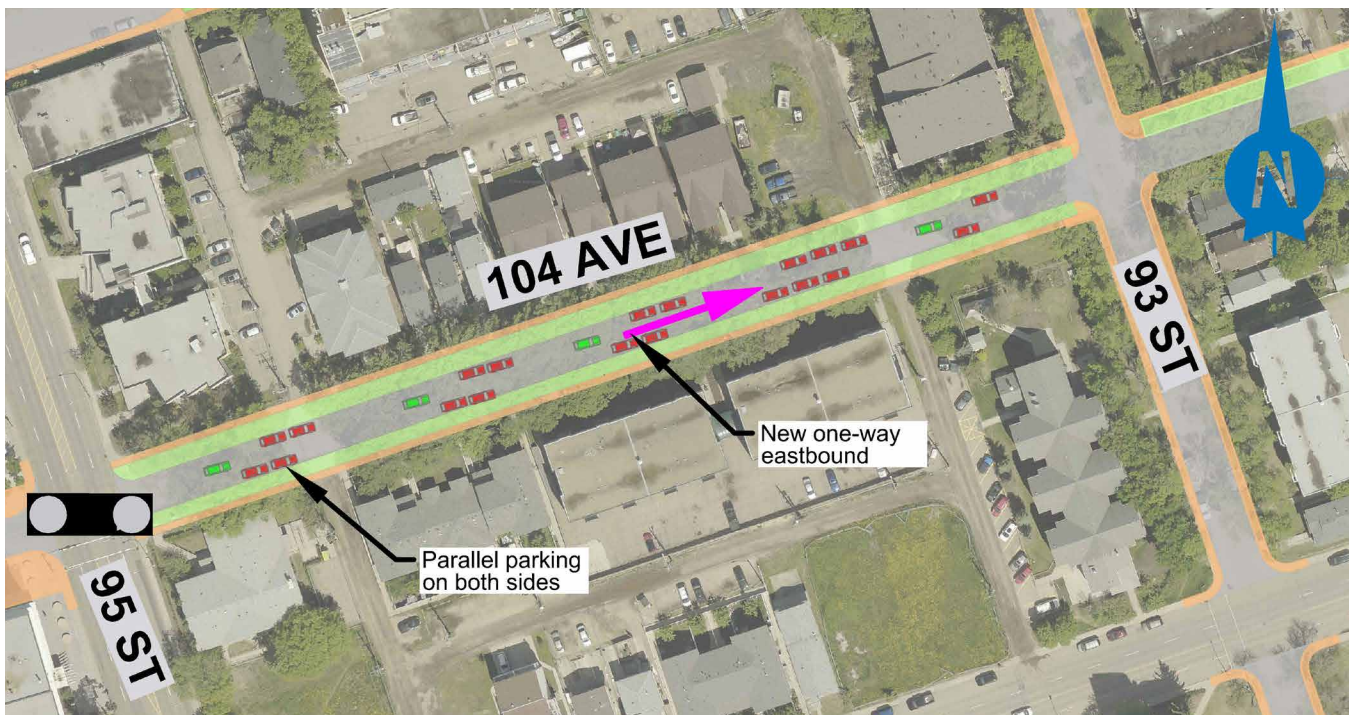 104 AVE
N
93 ST
New one-way
eastbound
Parallel parking
on both sides
95 ST